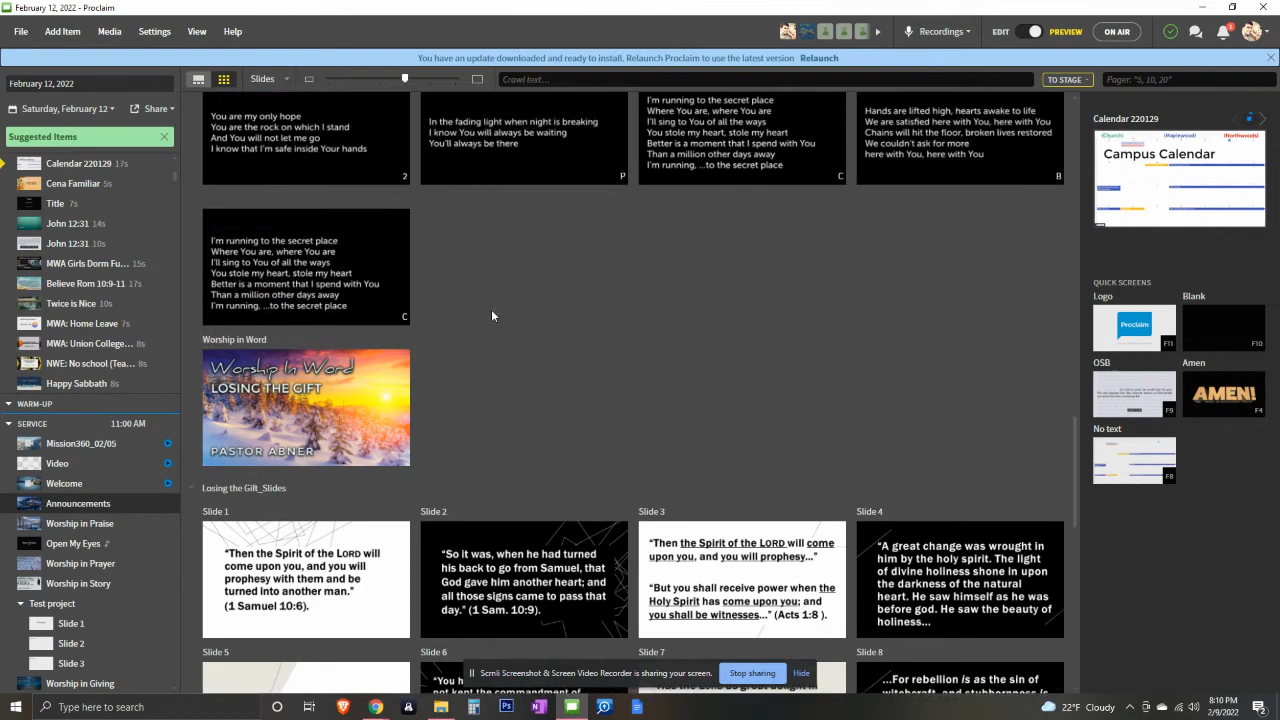 February 12, 2022 - Proclaim
File
Add Item
Media
Settings
View
Help
Recordings
EDIT
PREVIEW
ON AIR
You have an update downloaded and ready to install. Relaunch Proclaim to use the latest version
Relaunch
February 12, 2022
Slides
Crawl text...
TO STAGE
Pager: "5, 10, 20"
Saturday, February 12
Share
Suggested Items
Calendar 220129 17s
Cena Familiar 5s
Title 7s
John 12:31 14s
John 12:31 10s
MWA Girls Dorm Fu... 15s
Believe Rom 10:9-11 17s
Twice is Nice 10s
MWA: Home Leave 7s
MWA: Union College... 8s
NWE: No school (Tea... 8s
Happy Sabbath 8s
WARM-UP
SERVICE 11:00 AM
Mission360_02/05
Video
Welcome
Announcements
Worship in Praise
Open My Eyes
Worship in Prayer
Worship in Story
Test project
Slide 1
Slide 2
Slide 3
Worship in Giving
You are my only hope
You are the rock on which I stand
And You will not let me go
I know that I'm safe inside Your hands
2
In the fading light when night is breaking
I know You will always be waiting
You'll always be there
P
I'm running to the secret place
Where You are, where You are
I'll sing to You of all the ways
You stole my heart, stole my heart
Better is a moment that I spend with You
Than a million other days away
I'm running, ...to the secret place
C
Hands are lifted high, hearts awake to life
We are satisfied here with You, here with You
Chains will hit the floor, broken lives restored
We couldn't ask for more
here with You, here with You
B
I'm running to the secret place
Where You are, where You are
I'll sing to You of all the ways
You stole my heart, stole my heart
Better is a moment that I spend with You
Than a million other days away
I'm running, ...to the secret place
C
Worship in Word
Worship In Word
LOSING THE GIFT
PASTOR ABNER
Losing the Gift_Slides
Slide 1
"Then the Spirit of the LORD will
come upon you, and you will
prophesy with them and be
turned into another man."
(1 Samuel 10:6).
Slide 2
"So it was, when he had turned
his back to go from Samuel, that
God gave him another heart; and
all those signs came to pass that
day." (1 Sam. 10:9).
Slide 3
"Then the Spirit of the LORD will come
upon you, and you will prophesy..."
"But you shall receive power when the
Holy Spirit has come upon you; and
you shall be witnesses..." (Acts 1:8 ).
Slide 4
"A great change was wrought in
him by the holy spirit. The light
of divine holiness shone in upon
the darkness of the natural
heart. He saw himself as he was
before god. He saw the beauty of
holiness...
Slide 5
Slide 6
not kept the commandment of
Slide 7
Slide 8
...For rebellion is as the sin of
witchcraft, and stubbornness is
Scrnli Screenshot & Screen Video Recorder is sharing your screen.
Stop sharing
Hide
Calendar 220129
(Church)
(Maplewood)
(Northwoods)
Campus Calendar
QUICK SCREENS
Logo
Proclaim
F11
Blank
F10
OSB
F9
Amen
AMEN!
F4
No text
F8
Type here to search
22°F Cloudy
8:10 PM
2/9/2022